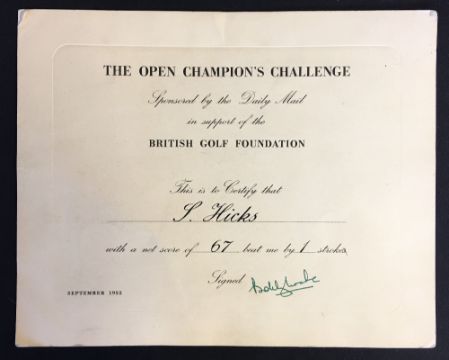 THE OPEN CHAMPION'S CHALLENGE
Sponsored by the Daily Mail
in support of the
BRITISH GOLF FOUNDATION
This is to Certify that
S. Hicks
with a net score of 67 beat me by 1 strokes
Signed
SEPTEMBER 1952